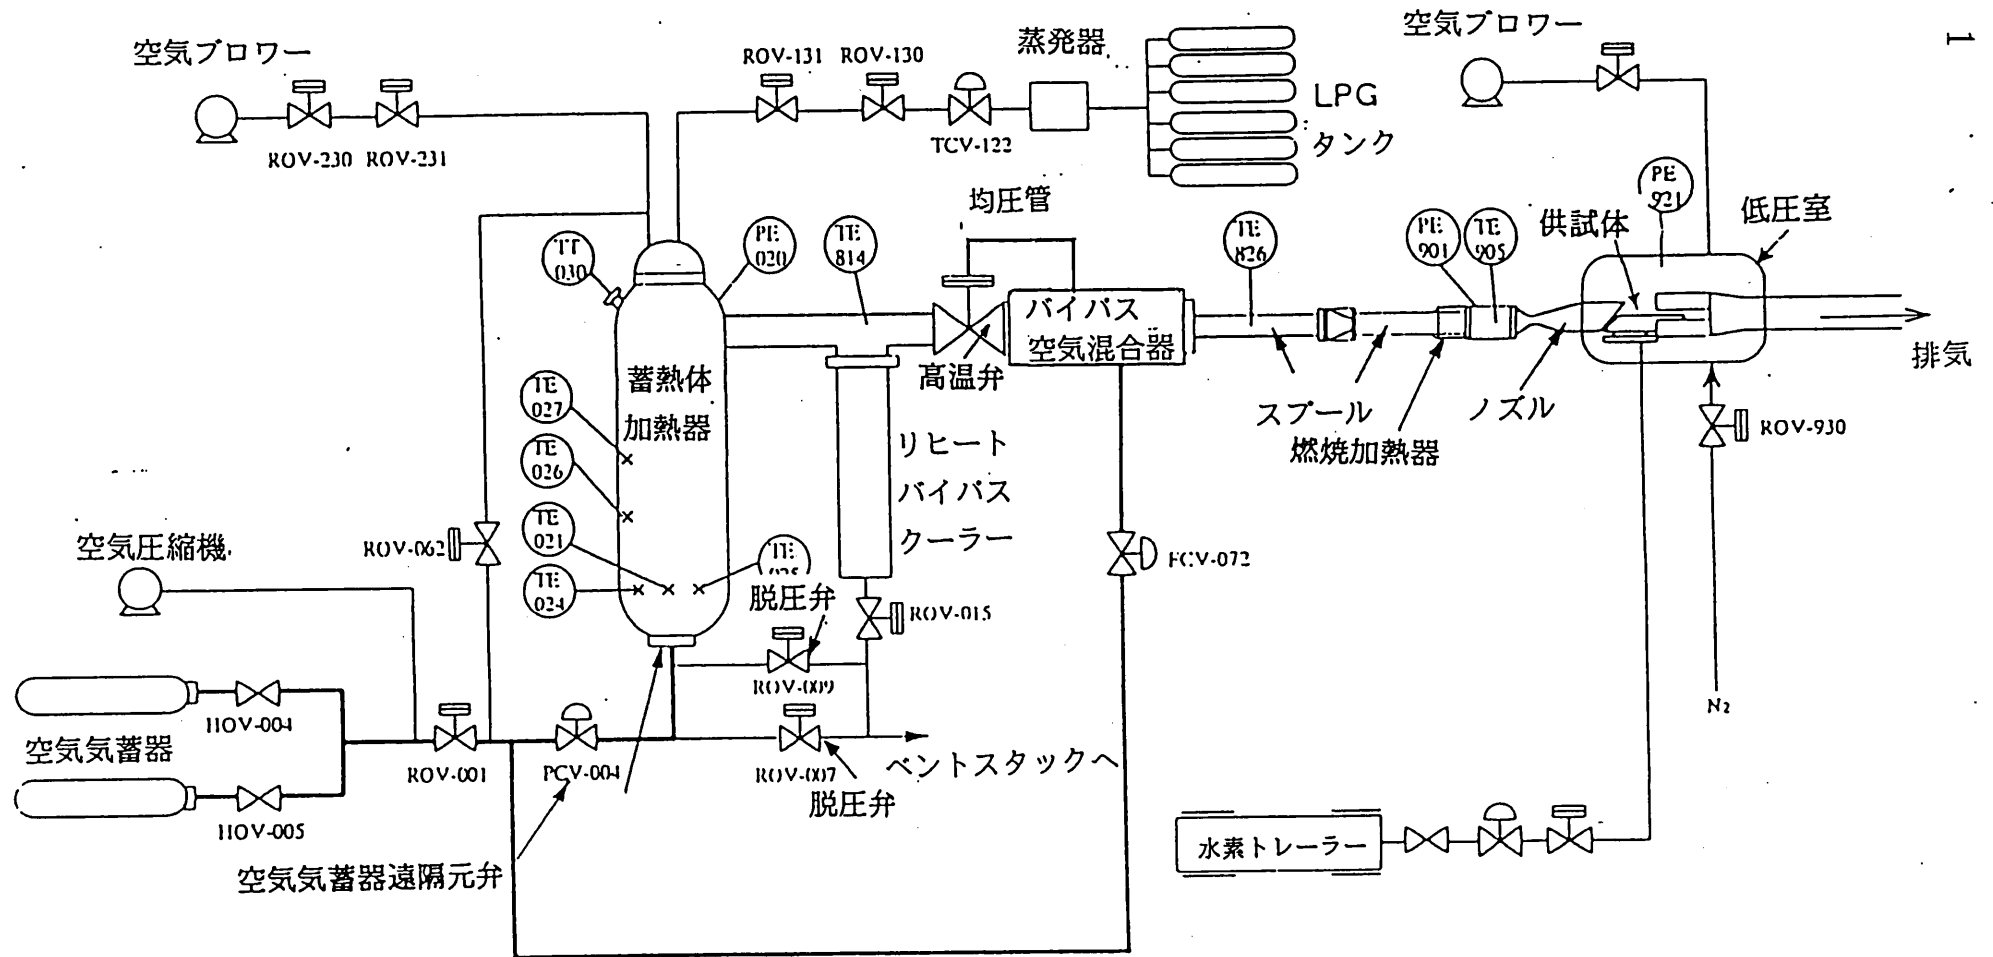 1
空気ブロワー
ROV-230 ROV-231
ROV-131 ROV-130
TCV-122
蒸発器
LPG
タンク
空気ブロワー
均圧管
TT
030
PE
020
TE
814
TE
826
PE
901
TE
905
供試体
PE
921
低圧室
バイパス
空気混合器
高温弁
スプール
燃焼加熱器
ノズル
排気
ROV-930
N2
蓄熱体
加熱器
TE
027
TE
026
TE
021
TE
024
TE
リヒート
バイパス
クーラー
ROV-015
FCV-072
空気圧縮機
ROV-062
脱圧弁
ROV-009
HOV-004
空気気蓄器
HOV-005
ROV-001
PCV-004
ROV-007
脱圧弁
ベントスタックへ
空気気蓄器遠隔元弁
水素トレーラー